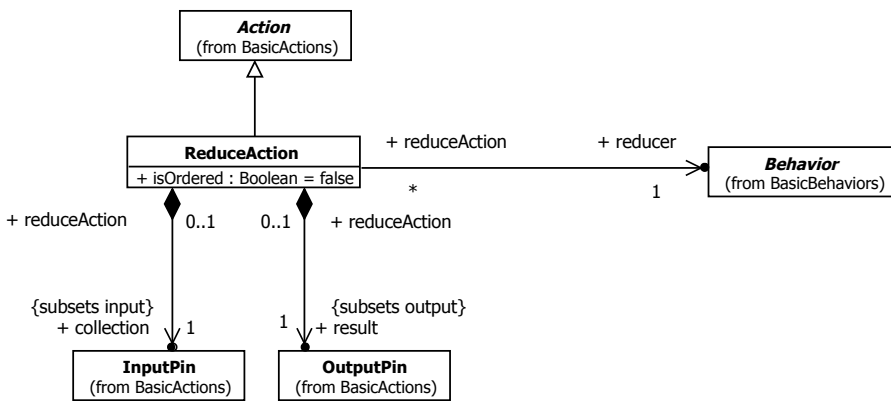 Action
(from BasicActions)
ReduceAction
+ isOrdered : Boolean = false
+ reduceAction
+ reducer
*
1
Behavior
(from BasicBehaviors)
+ reduceAction
0..1
0..1
+ reduceAction
{subsets input}
+ collection
1
{subsets output}
1
+ result
InputPin
(from BasicActions)
OutputPin
(from BasicActions)